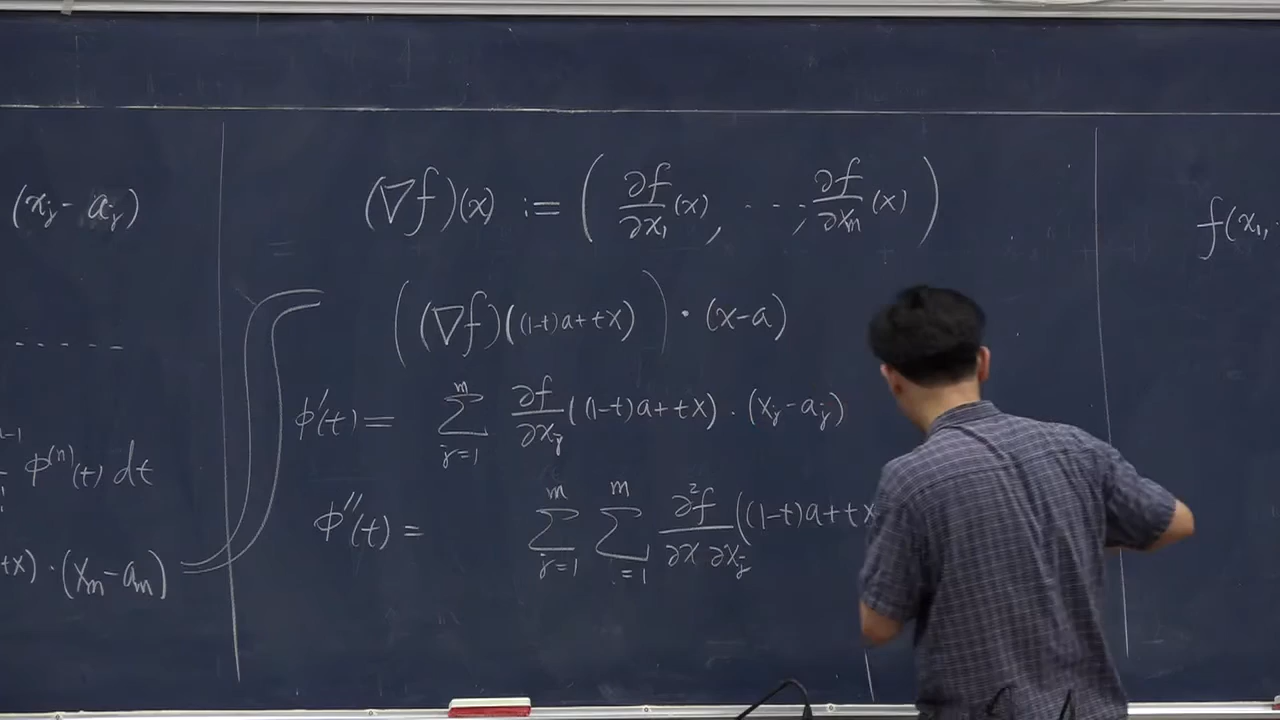 (x_j - a_j)
- - - - - -
φ^(n)(t) dt
+x)·(x_m - a_m)
(∇f)(x) := ( ∂f/∂x_1 (x), ···, ∂f/∂x_m (x) )
((∇f)((1-t)a+tx)) · (x-a)
φ'(t) = Σ_{j=1}^{m} ∂f/∂x_j ((1-t)a+tx) · (x_j - a_j)
φ''(t) = Σ_{j=1}^{m} Σ_{i=1}^{m} ∂²f/∂x ∂x_j ((1-t)a+tx
f(x_1,